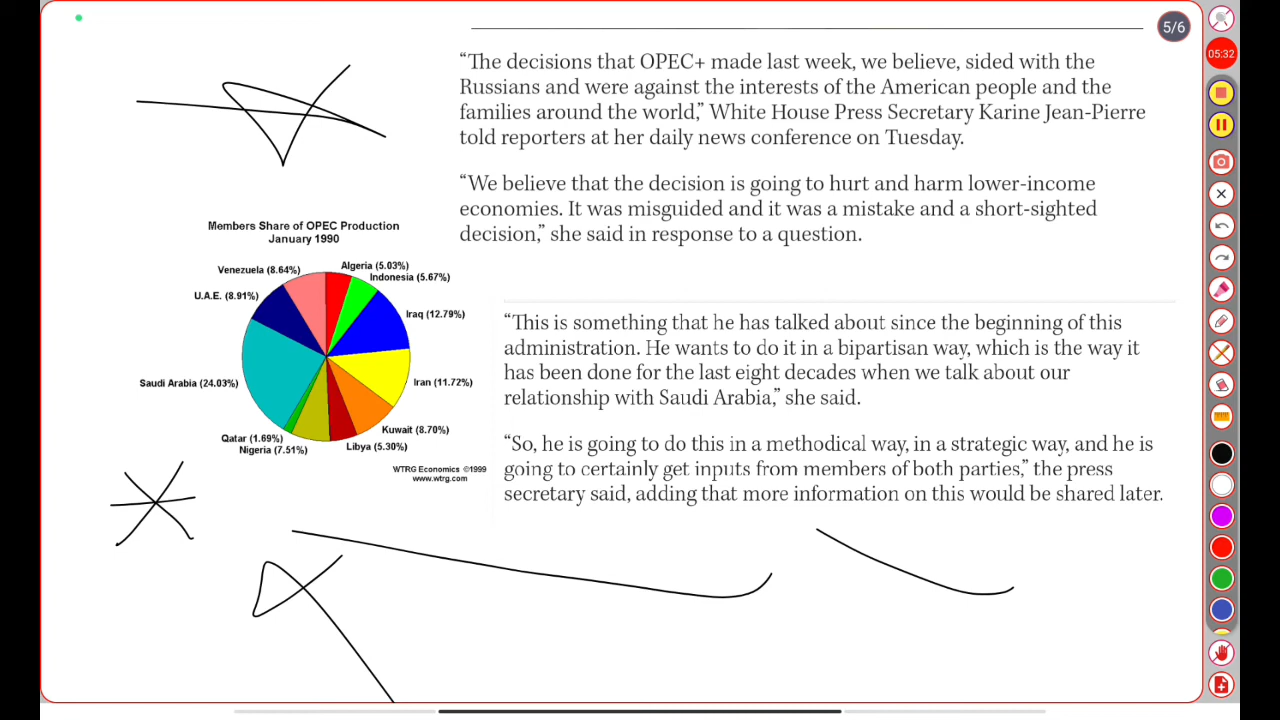 5/6
05:32
“The decisions that OPEC+ made last week, we believe, sided with the
Russians and were against the interests of the American people and the
families around the world,” White House Press Secretary Karine Jean-Pierre
told reporters at her daily news conference on Tuesday.
“We believe that the decision is going to hurt and harm lower-income
economies. It was misguided and it was a mistake and a short-sighted
decision,” she said in response to a question.
Members Share of OPEC Production
January 1990
Venezuela (8.64%)
Algeria (5.03%)
Indonesia (5.67%)
U.A.E. (8.91%)
Iraq (12.79%)
Saudi Arabia (24.03%)
Iran (11.72%)
Kuwait (8.70%)
Qatar (1.69%)
Nigeria (7.51%)
Libya (5.30%)
WTRG Economics ©1999
www.wtrg.com
“This is something that he has talked about since the beginning of this
administration. He wants to do it in a bipartisan way, which is the way it
has been done for the last eight decades when we talk about our
relationship with Saudi Arabia,” she said.
“So, he is going to do this in a methodical way, in a strategic way, and he is
going to certainly get inputs from members of both parties,” the press
secretary said, adding that more information on this would be shared later.